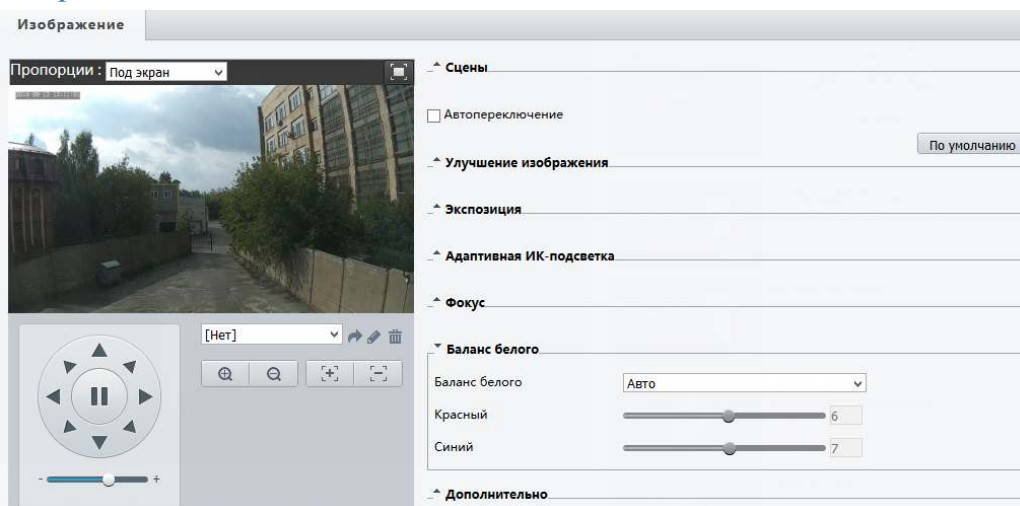 Изображение
Пропорции : Под экран
Сцены
Автопереключение
По умолчанию
Улучшение изображения
Экспозиция
Адаптивная ИК-подсветка
Фокус
[Нет]
Баланс белого
Баланс белого Авто
Красный 6
Синий 7
- +
Дополнительно